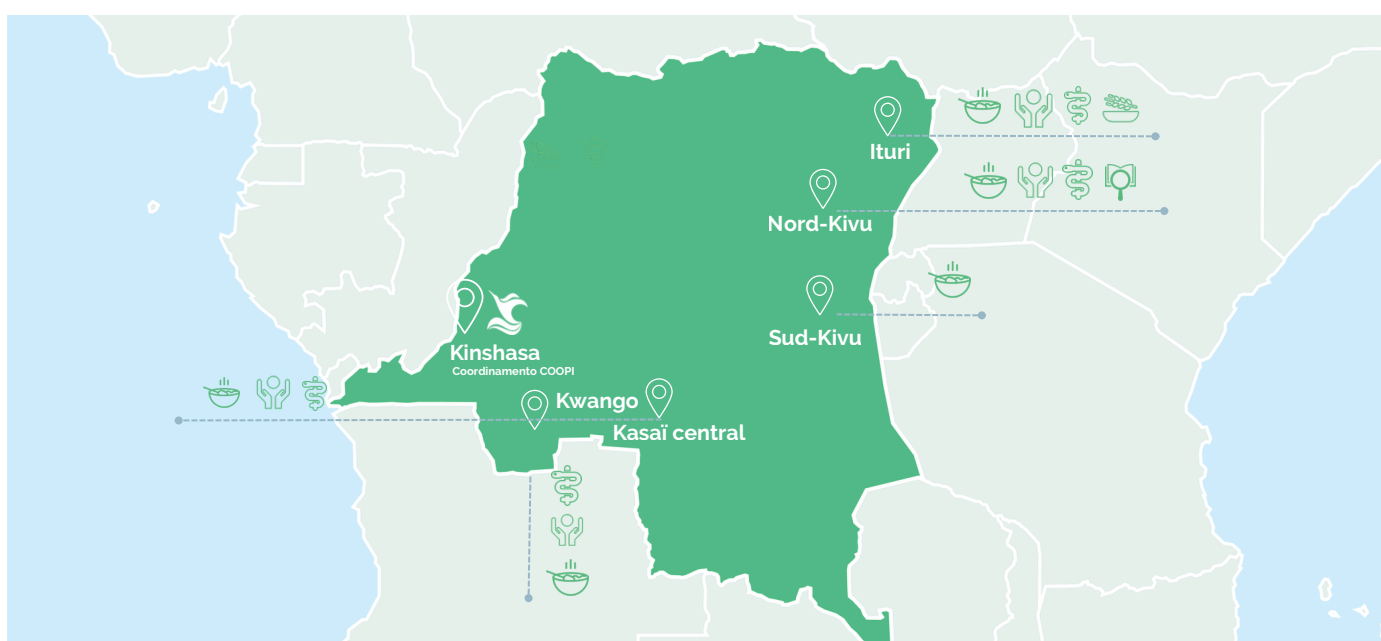 Ituri
Nord-Kivu
Sud-Kivu
Kinshasa
Coordinamento COOPI
Kwango
Kasaï central